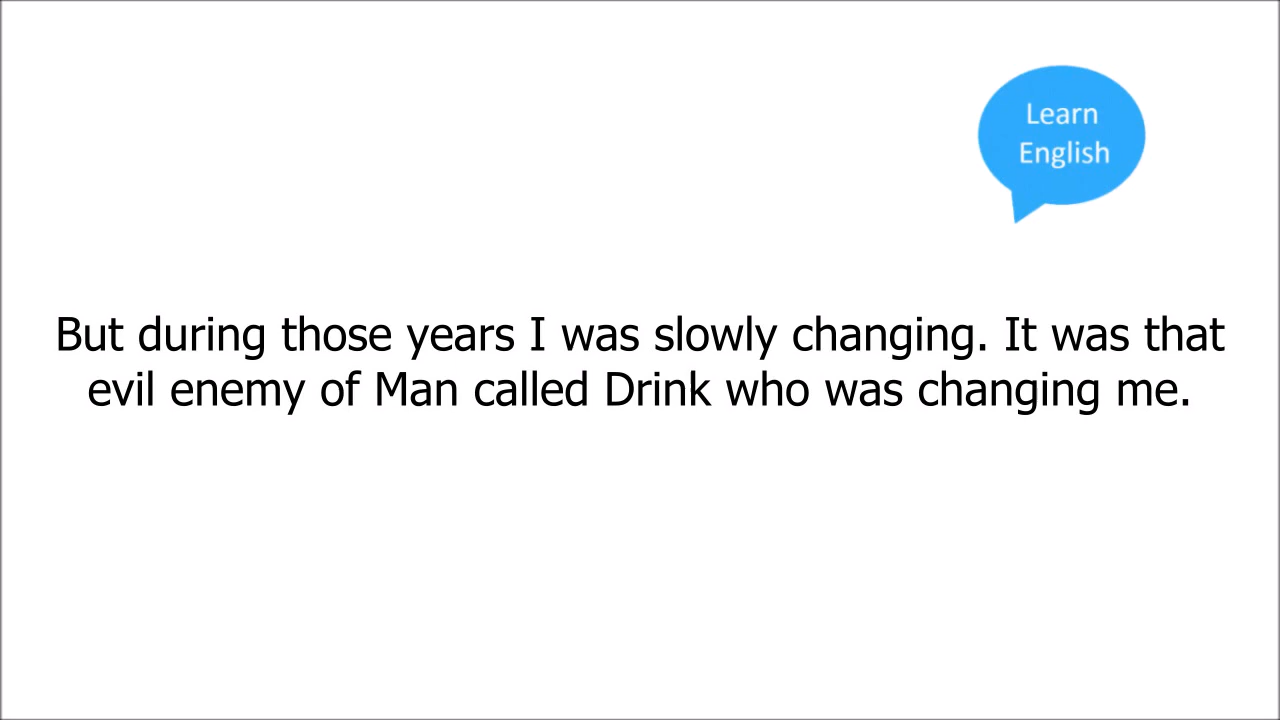 Learn
English
But during those years I was slowly changing. It was that
evil enemy of Man called Drink who was changing me.